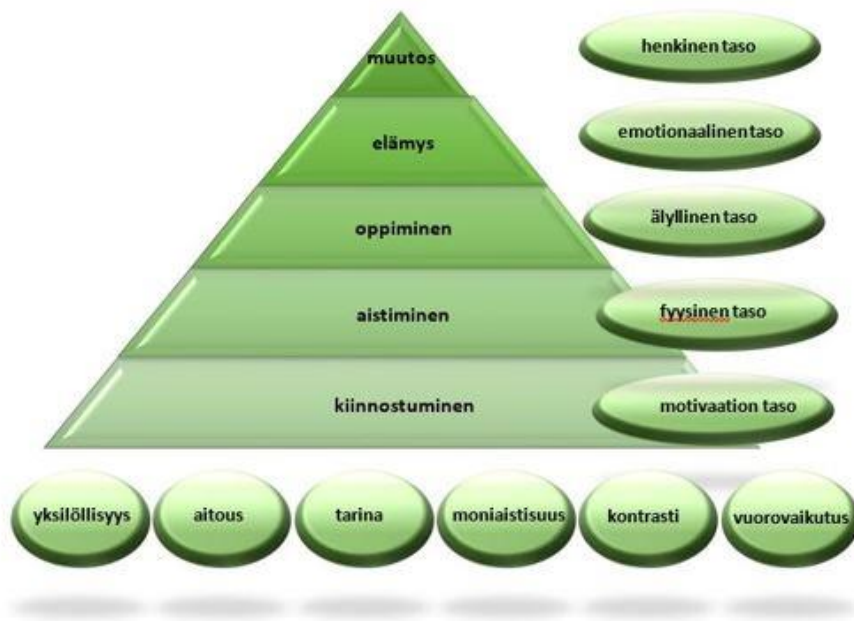 muutos
henkinen taso
elämys
emotionaalinen taso
oppiminen
älyllinen taso
aistiminen
fyysinen taso
kiinnostuminen
motivaation taso
yksilöllisyys
aitous
tarina
moniaistisuus
kontrasti
vuorovaikutus